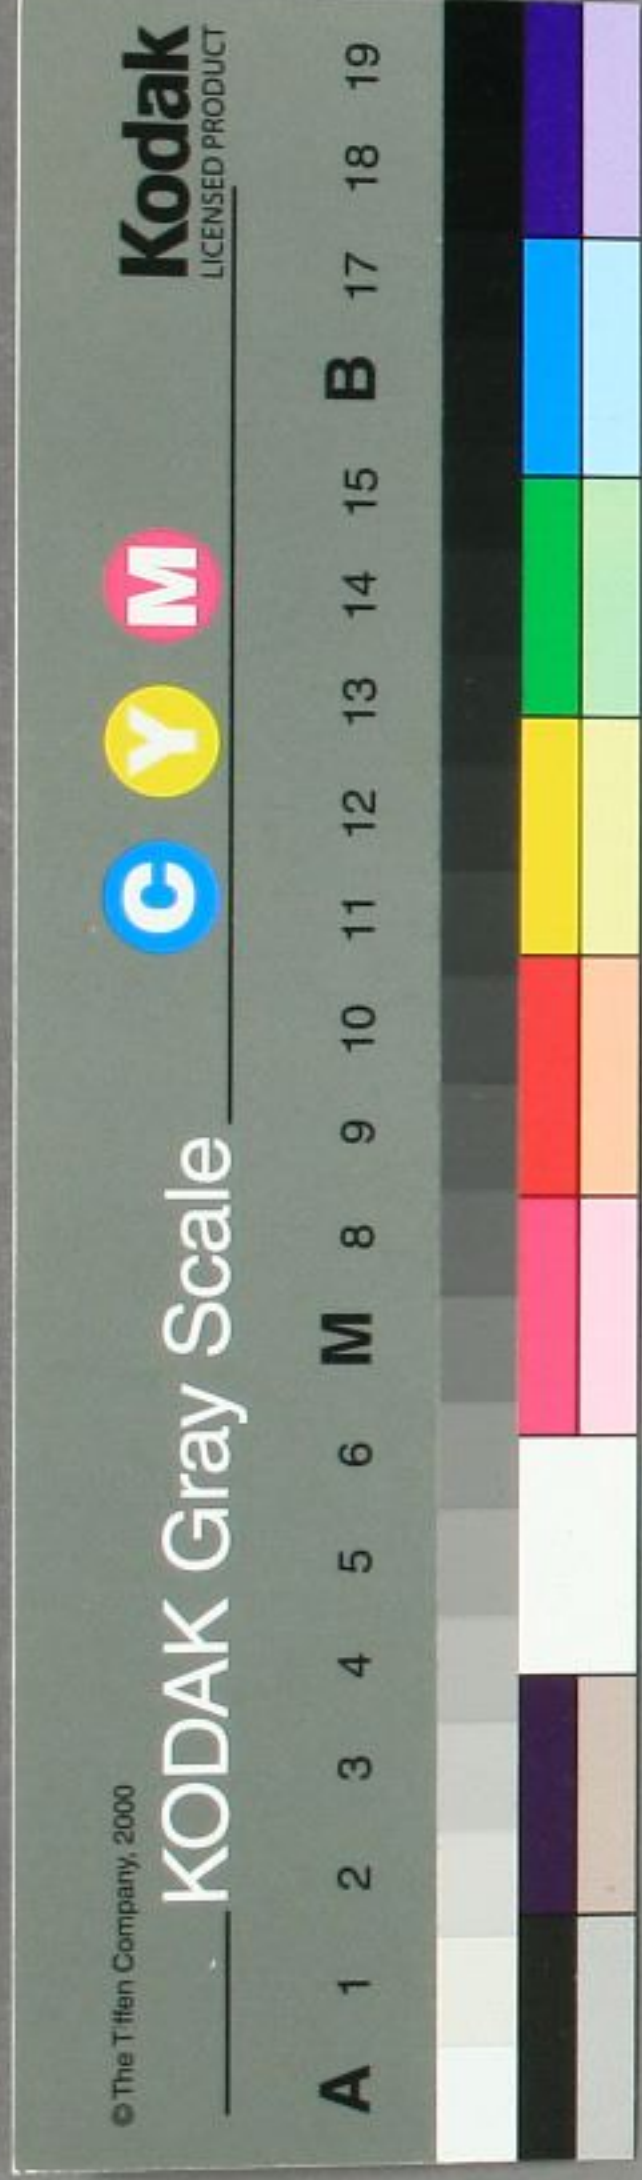 © The Tiffen Company, 2000
KODAK Gray Scale
C Y M
Kodak
LICENSED PRODUCT
A 1 2 3 4 5 6 M 8 9 10 11 12 13 14 15 B 17 18 19